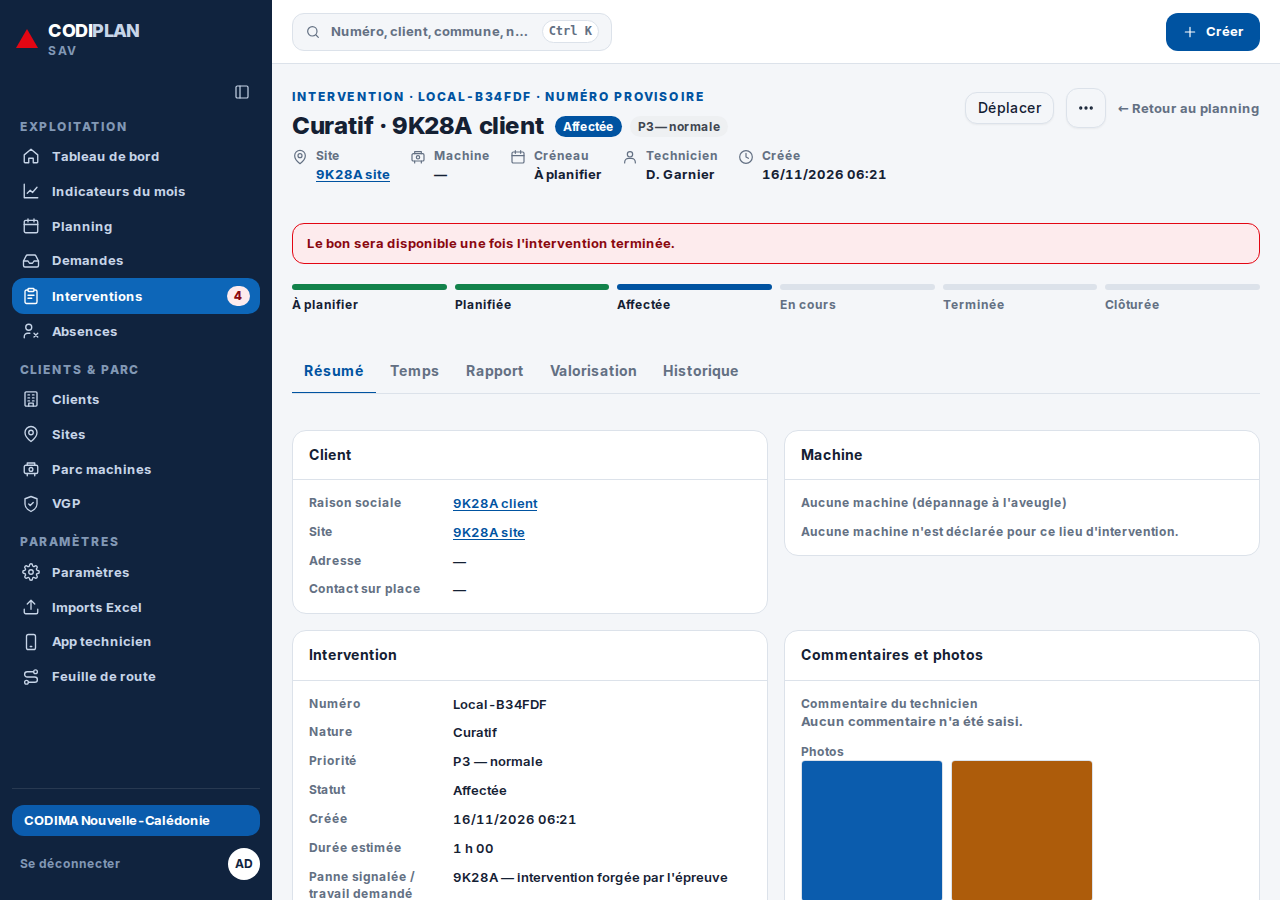 CODIPLAN
SAV
EXPLOITATION
Tableau de bord
Indicateurs du mois
Planning
Demandes
Interventions 4
Absences
CLIENTS & PARC
Clients
Sites
Parc machines
VGP
PARAMÈTRES
Paramètres
Imports Excel
App technicien
Feuille de route
CODIMA Nouvelle-Calédonie
Se déconnecter AD
Numéro, client, commune, n… Ctrl K
Créer
INTERVENTION · LOCAL-B34FDF · NUMÉRO PROVISOIRE
Curatif · 9K28A client Affectée P3 — normale
Déplacer ← Retour au planning
Site Machine Créneau Technicien Créée
9K28A site — À planifier D. Garnier 16/11/2026 06:21
Le bon sera disponible une fois l'intervention terminée.
À planifier Planifiée Affectée En cours Terminée Clôturée
Résumé Temps Rapport Valorisation Historique
Client
Raison sociale 9K28A client
Site 9K28A site
Adresse —
Contact sur place —
Machine
Aucune machine (dépannage à l'aveugle)
Aucune machine n'est déclarée pour ce lieu d'intervention.
Intervention
Numéro Local-B34FDF
Nature Curatif
Priorité P3 — normale
Statut Affectée
Créée 16/11/2026 06:21
Durée estimée 1 h 00
Panne signalée / 9K28A — intervention forgée par l'épreuve
travail demandé
Commentaires et photos
Commentaire du technicien
Aucun commentaire n'a été saisi.
Photos